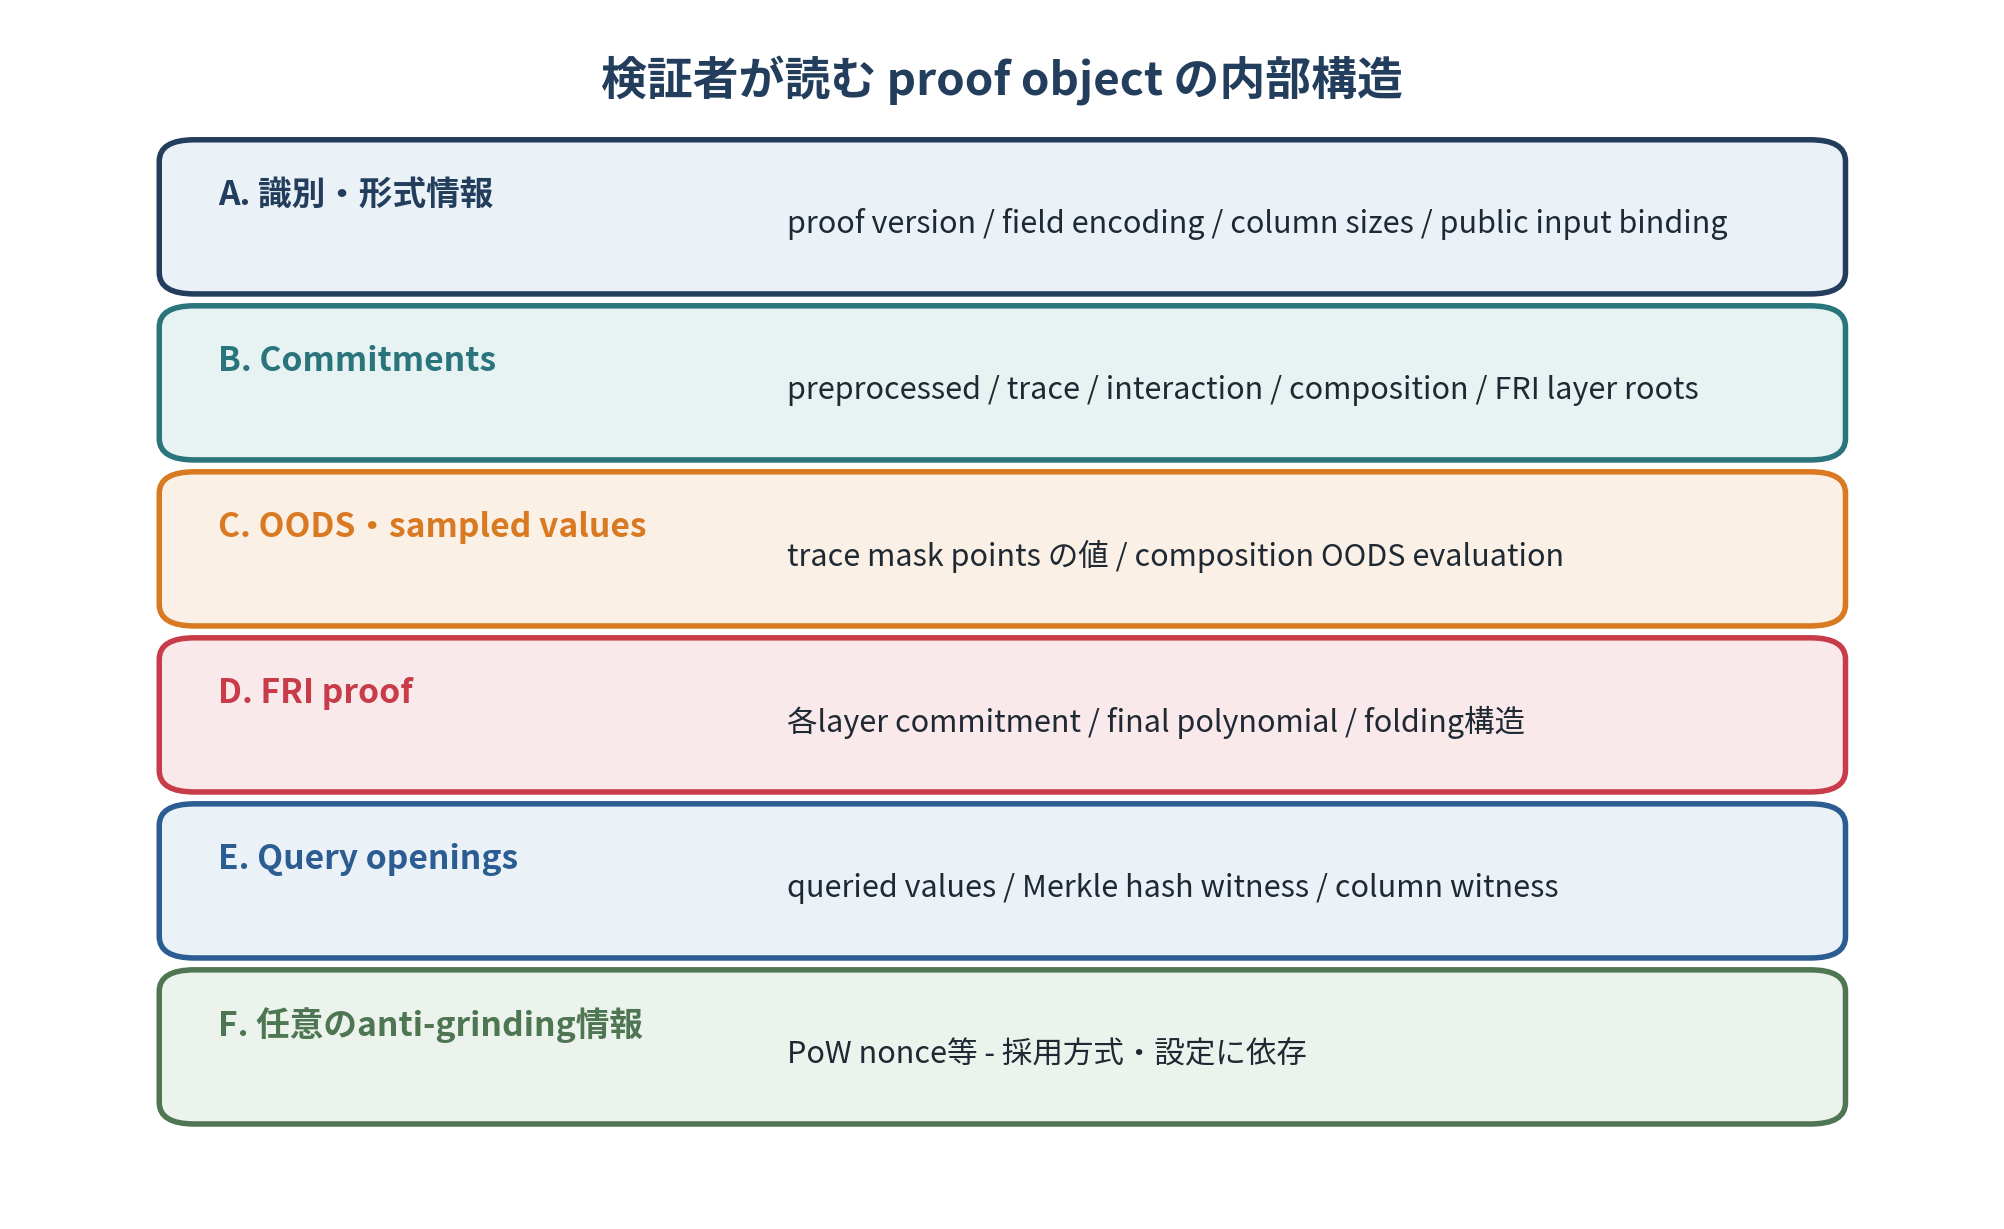 検証者が読む proof object の内部構造
A. 識別・形式情報
proof version / field encoding / column sizes / public input binding
B. Commitments
preprocessed / trace / interaction / composition / FRI layer roots
C. OODS・sampled values
trace mask points の値 / composition OODS evaluation
D. FRI proof
各layer commitment / final polynomial / folding構造
E. Query openings
queried values / Merkle hash witness / column witness
F. 任意のanti-grinding情報
PoW nonce等 - 採用方式・設定に依存